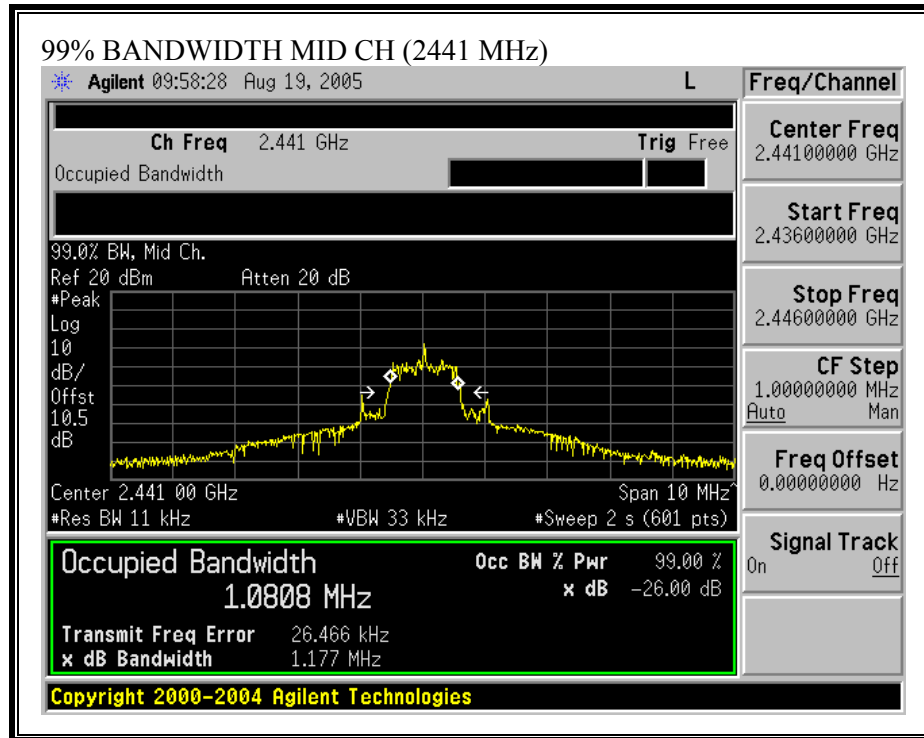 99% BANDWIDTH MID CH (2441 MHz)
Agilent 09:58:28 Aug 19, 2005 L
Ch Freq 2.441 GHz Trig Free
Occupied Bandwidth
99.0% BW, Mid Ch.
Ref 20 dBm Atten 20 dB
#Peak
Log
10
dB/
Offst
10.5
dB
Center 2.441 00 GHz Span 10 MHz^
#Res BW 11 kHz #VBW 33 kHz #Sweep 2 s (601 pts)
Occupied Bandwidth Occ BW % Pwr 99.00 %
1.0808 MHz x dB -26.00 dB
Transmit Freq Error 26.466 kHz
x dB Bandwidth 1.177 MHz
Copyright 2000-2004 Agilent Technologies
Freq/Channel
Center Freq
2.44100000 GHz
Start Freq
2.43600000 GHz
Stop Freq
2.44600000 GHz
CF Step
1.00000000 MHz
Auto Man
Freq Offset
0.00000000 Hz
Signal Track
On Off